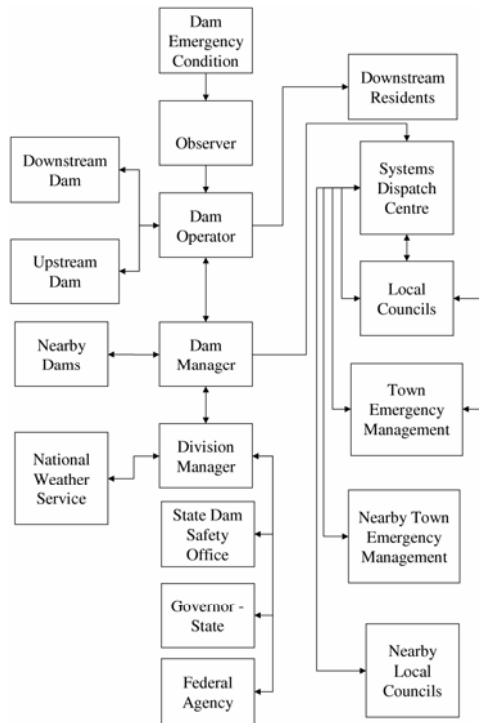 Dam
Emergency
Condition
Downstream
Residents
Observer
Downstream
Dam
Systems
Dispatch
Centre
Dam
Operator
Upstream
Dam
Local
Councils
Nearby
Dams
Dam
Manager
Town
Emergency
Management
Division
Manager
National
Weather
Service
State Dam
Safety
Office
Nearby Town
Emergency
Management
Governor -
State
Nearby
Local
Councils
Federal
Agency